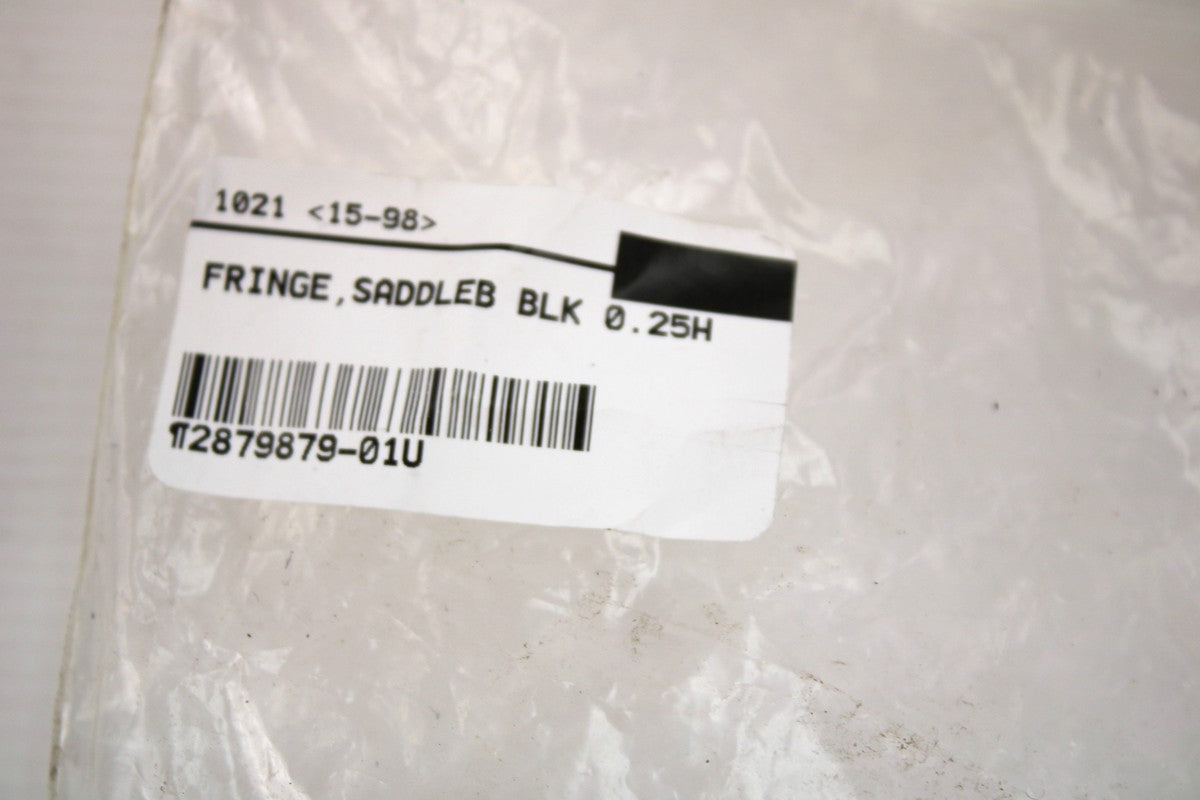 1021 <15-98>
FRINGE,SADDLEB BLK 0.25H
¶2879879-01U